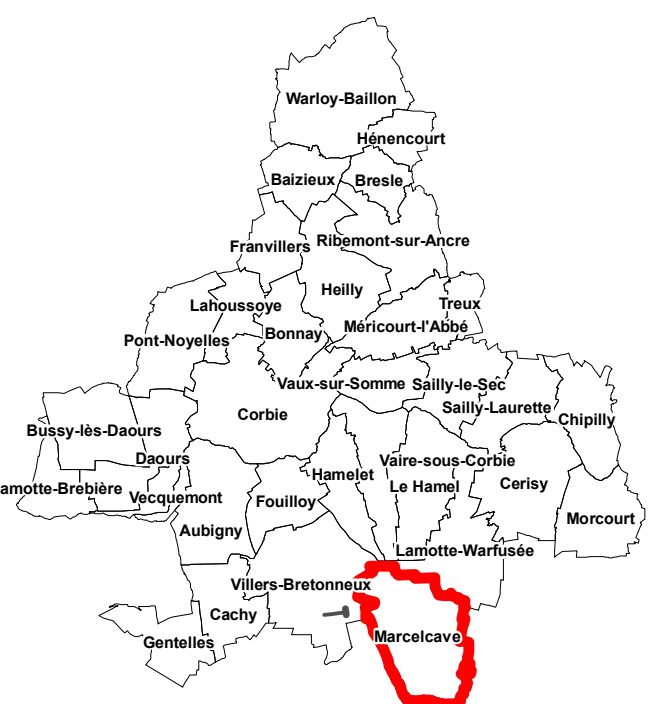 Warloy-Baillon
Hénencourt
Baizieux
Bresle
Franvillers
Ribemont-sur-Ancre
Heilly
Lahoussoye
Treux
Bonnay
Méricourt-l'Abbé
Pont-Noyelles
Vaux-sur-Somme
Sailly-le-Sec
Corbie
Sailly-Laurette
Chipilly
Bussy-lès-Daours
Daours
Vaire-sous-Corbie
Hamelet
Le Hamel
Cerisy
amotte-Brebière
Vecquemont
Fouilloy
Morcourt
Aubigny
Lamotte-Warfusée
Villers-Bretonneux
Cachy
Marcelcave
Gentelles